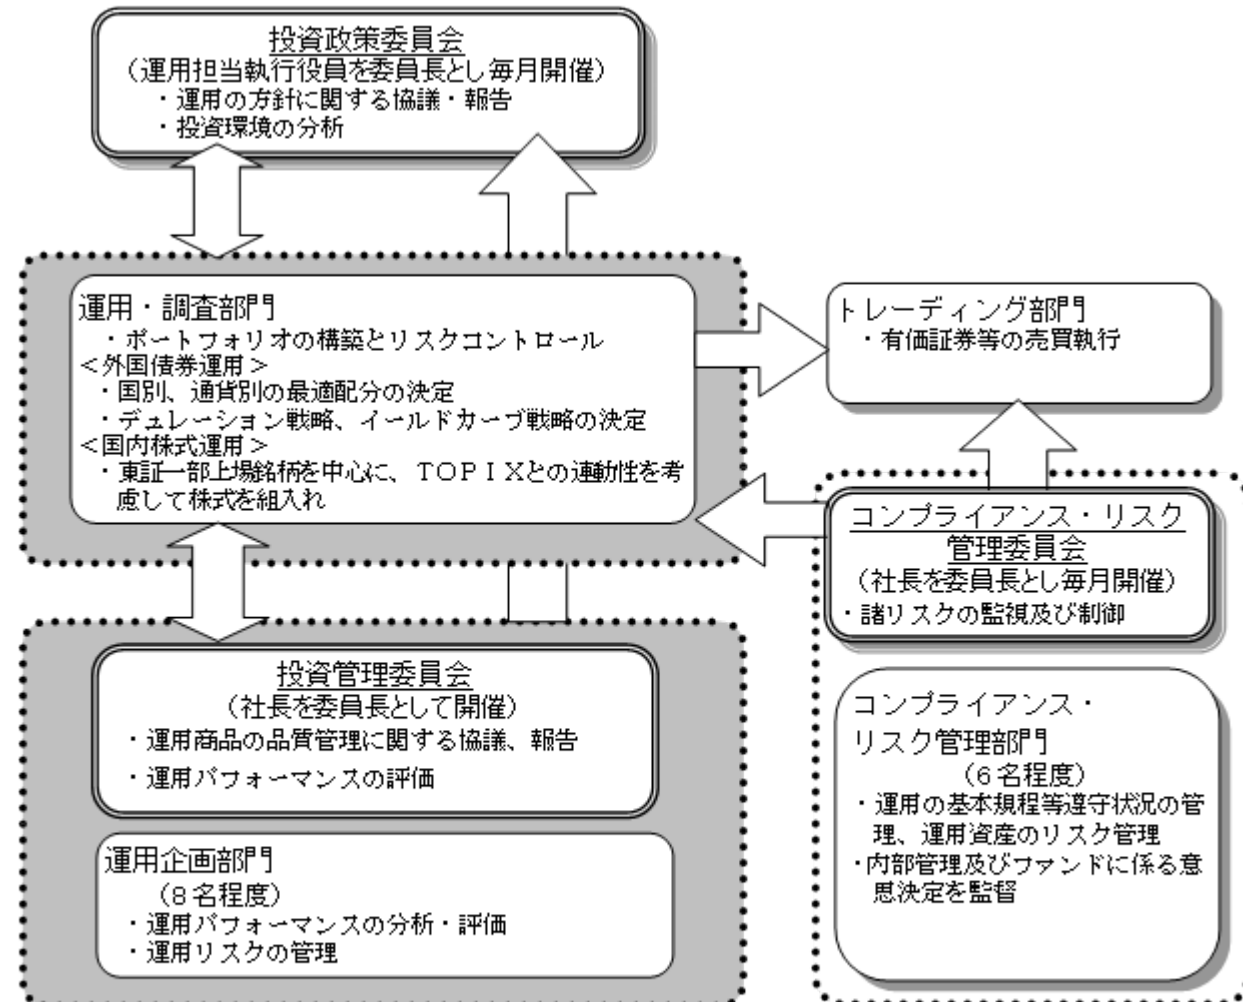 投資政策委員会
(運用担当執行役員を委員長とし毎月開催)
・運用の方針に関する協議・報告
・投資環境の分析
運用・調査部門
・ポートフォリオの構築とリスクコントロール
<外国債券運用>
・国別、通貨別の最適配分の決定
・デュレーション戦略、イールドカーブ戦略の決定
<国内株式運用>
・東証一部上場銘柄を中心に、TOPIXとの連動性を考
慮して株式を組入れ
トレーディング部門
・有価証券等の売買執行
コンプライアンス・リスク
管理委員会
(社長を委員長とし毎月開催)
・諸リスクの監視及び制御
投資管理委員会
(社長を委員長として開催)
・運用商品の品質管理に関する協議、報告
・運用パフォーマンスの評価
運用企画部門
(8名程度)
・運用パフォーマンスの分析・評価
・運用リスクの管理
コンプライアンス・
リスク管理部門
(6名程度)
・運用の基本規程等遵守状況の管
理、運用資産のリスク管理
・内部管理及びファンドに係る意
思決定を監督